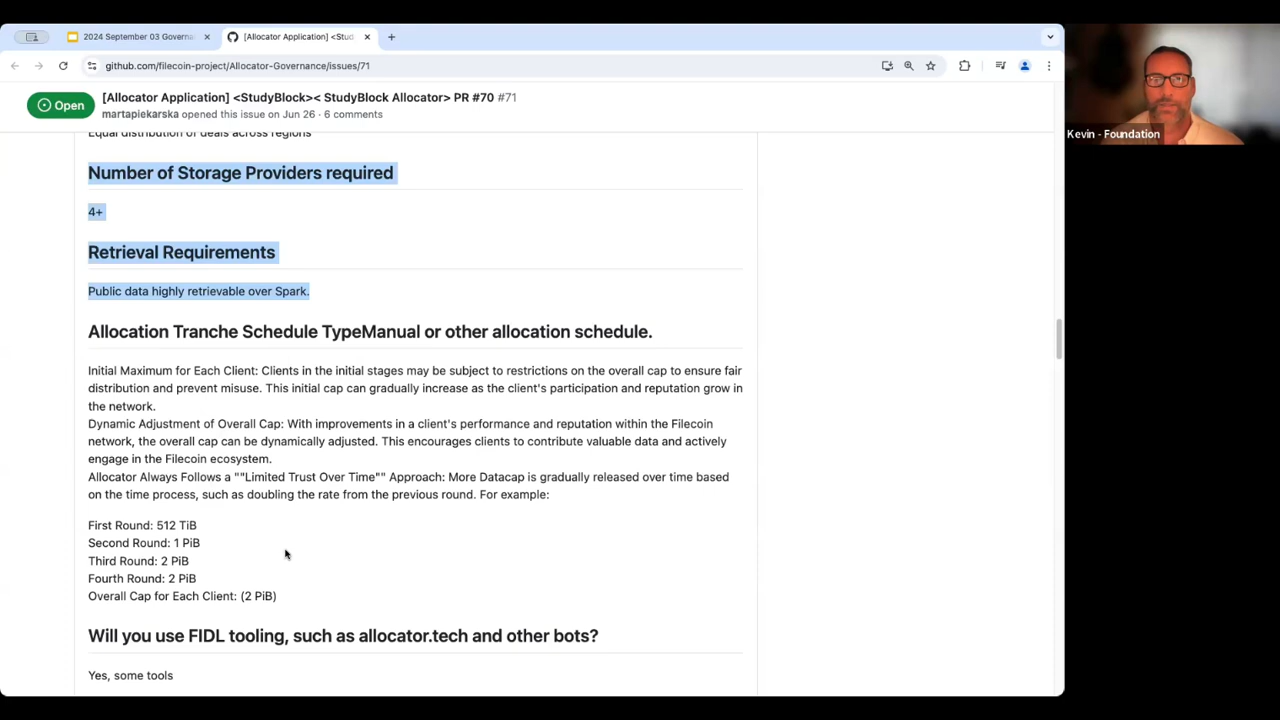 2024 September 03 Governa
[Allocator Application] <Stud
github.com/filecoin-project/Allocator-Governance/issues/71
Open
[Allocator Application] <StudyBlock>< StudyBlock Allocator> PR #70 #71
martapiekarska opened this issue on Jun 26 · 6 comments
Equal distribution of deals across regions
Number of Storage Providers required
4+
Retrieval Requirements
Public data highly retrievable over Spark.
Allocation Tranche Schedule TypeManual or other allocation schedule.
Initial Maximum for Each Client: Clients in the initial stages may be subject to restrictions on the overall cap to ensure fair
distribution and prevent misuse. This initial cap can gradually increase as the client's participation and reputation grow in
the network.
Dynamic Adjustment of Overall Cap: With improvements in a client's performance and reputation within the Filecoin
network, the overall cap can be dynamically adjusted. This encourages clients to contribute valuable data and actively
engage in the Filecoin ecosystem.
Allocator Always Follows a ""Limited Trust Over Time"" Approach: More Datacap is gradually released over time based
on the time process, such as doubling the rate from the previous round. For example:
First Round: 512 TiB
Second Round: 1 PiB
Third Round: 2 PiB
Fourth Round: 2 PiB
Overall Cap for Each Client: (2 PiB)
Will you use FIDL tooling, such as allocator.tech and other bots?
Yes, some tools
Kevin - Foundation